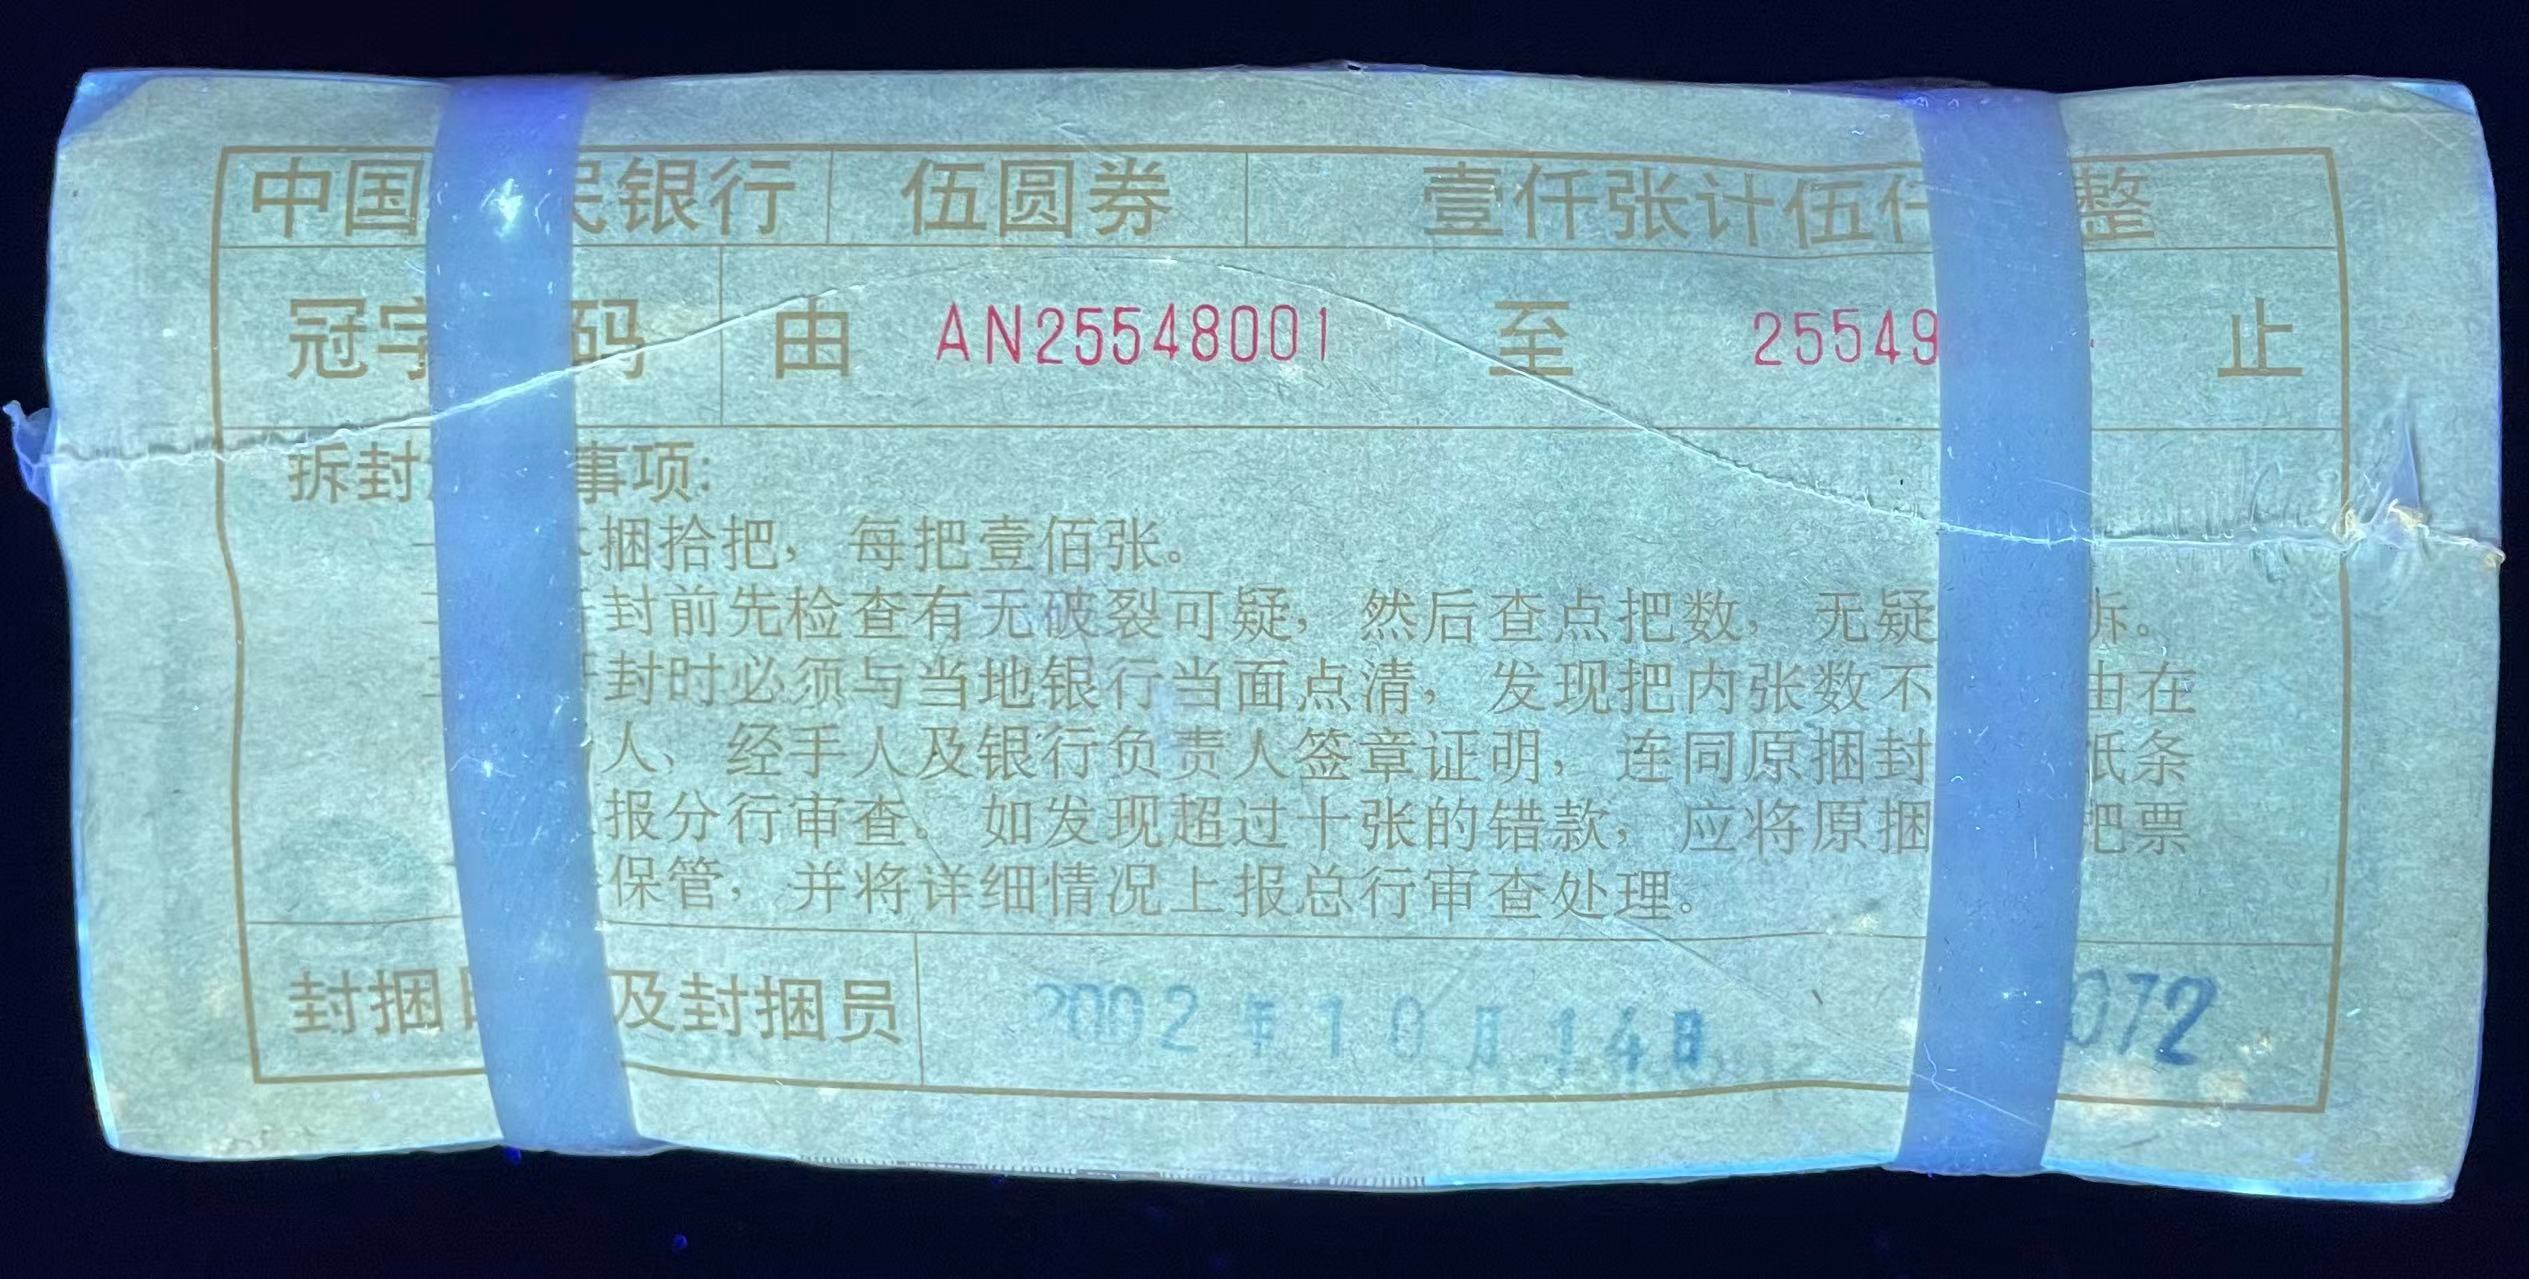 中国 民银行 伍圆券 壹仟张计伍仟 整
冠字 码 由 AN25548001 至 25549 止
拆封 事项:
捆拾把，每把壹佰张。
封前先检查有无破裂可疑，然后查点把数，无疑 拆。
封时必须与当地银行当面点清，发现把内张数不 由在
人、经手人及银行负责人签章证明，连同原捆封 纸条
报分行审查。如发现超过十张的错款，应将原捆 把票
保管，并将详细情况上报总行审查处理。
封捆 及封捆员 2002年10月14日 072